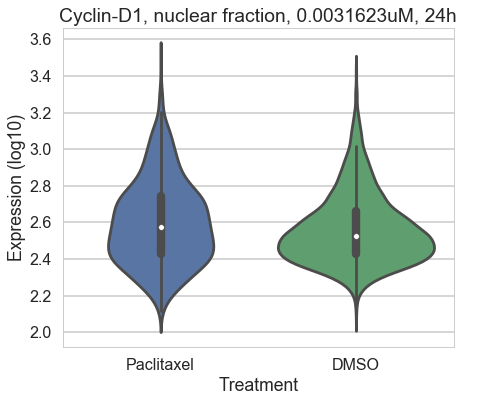 Cyclin-D1, nuclear fraction, 0.0031623uM, 24h
Expression (log10)
3.6
3.4
3.2
3.0
2.8
2.6
2.4
2.2
2.0
Paclitaxel DMSO
Treatment